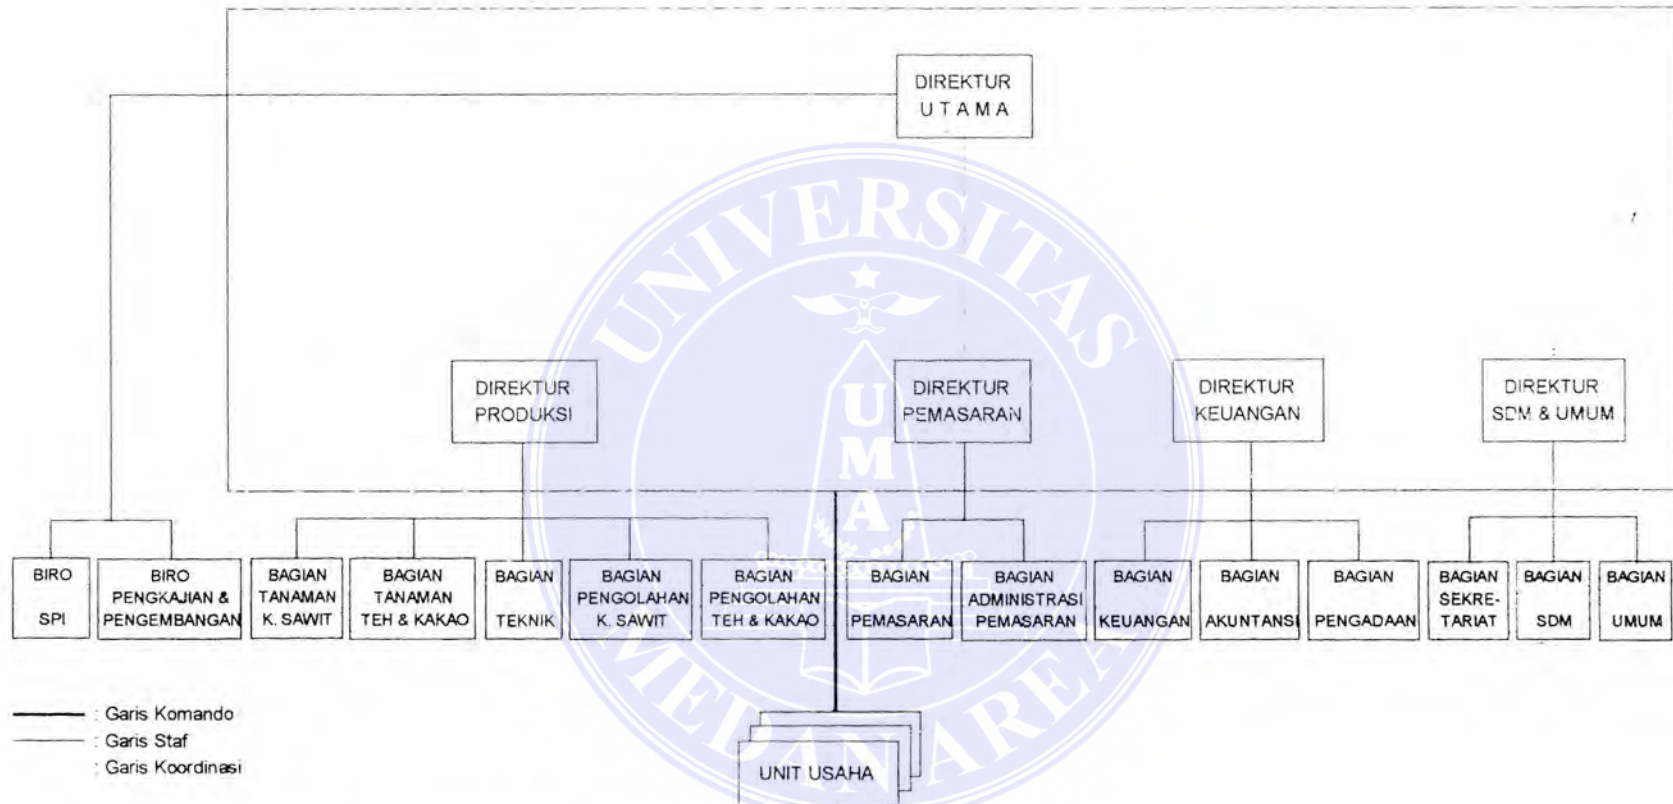 DIREKTUR
U T A M A
DIREKTUR
PRODUKSI
DIREKTUR
PEMASARAN
DIREKTUR
KEUANGAN
DIREKTUR
SDM & UMUM
BIRO
SPI
BIRO
PENGKAJIAN &
PENGEMBANGAN
BAGIAN
TANAMAN
K. SAWIT
BAGIAN
TANAMAN
TEH & KAKAO
BAGIAN
TEKNIK
BAGIAN
PENGOLAHAN
K. SAWIT
BAGIAN
PENGOLAHAN
TEH & KAKAO
BAGIAN
PEMASARAN
BAGIAN
ADMINISTRASI
PEMASARAN
BAGIAN
KEUANGAN
BAGIAN
AKUNTANSI
BAGIAN
PENGADAAN
BAGIAN
SEKRE-
TARIAT
BAGIAN
SDM
BAGIAN
UMUM
: Garis Komando
: Garis Staf
: Garis Koordinasi
UNIT USAHA
UNIVERSITAS
MEDAN AREA
U
M
A